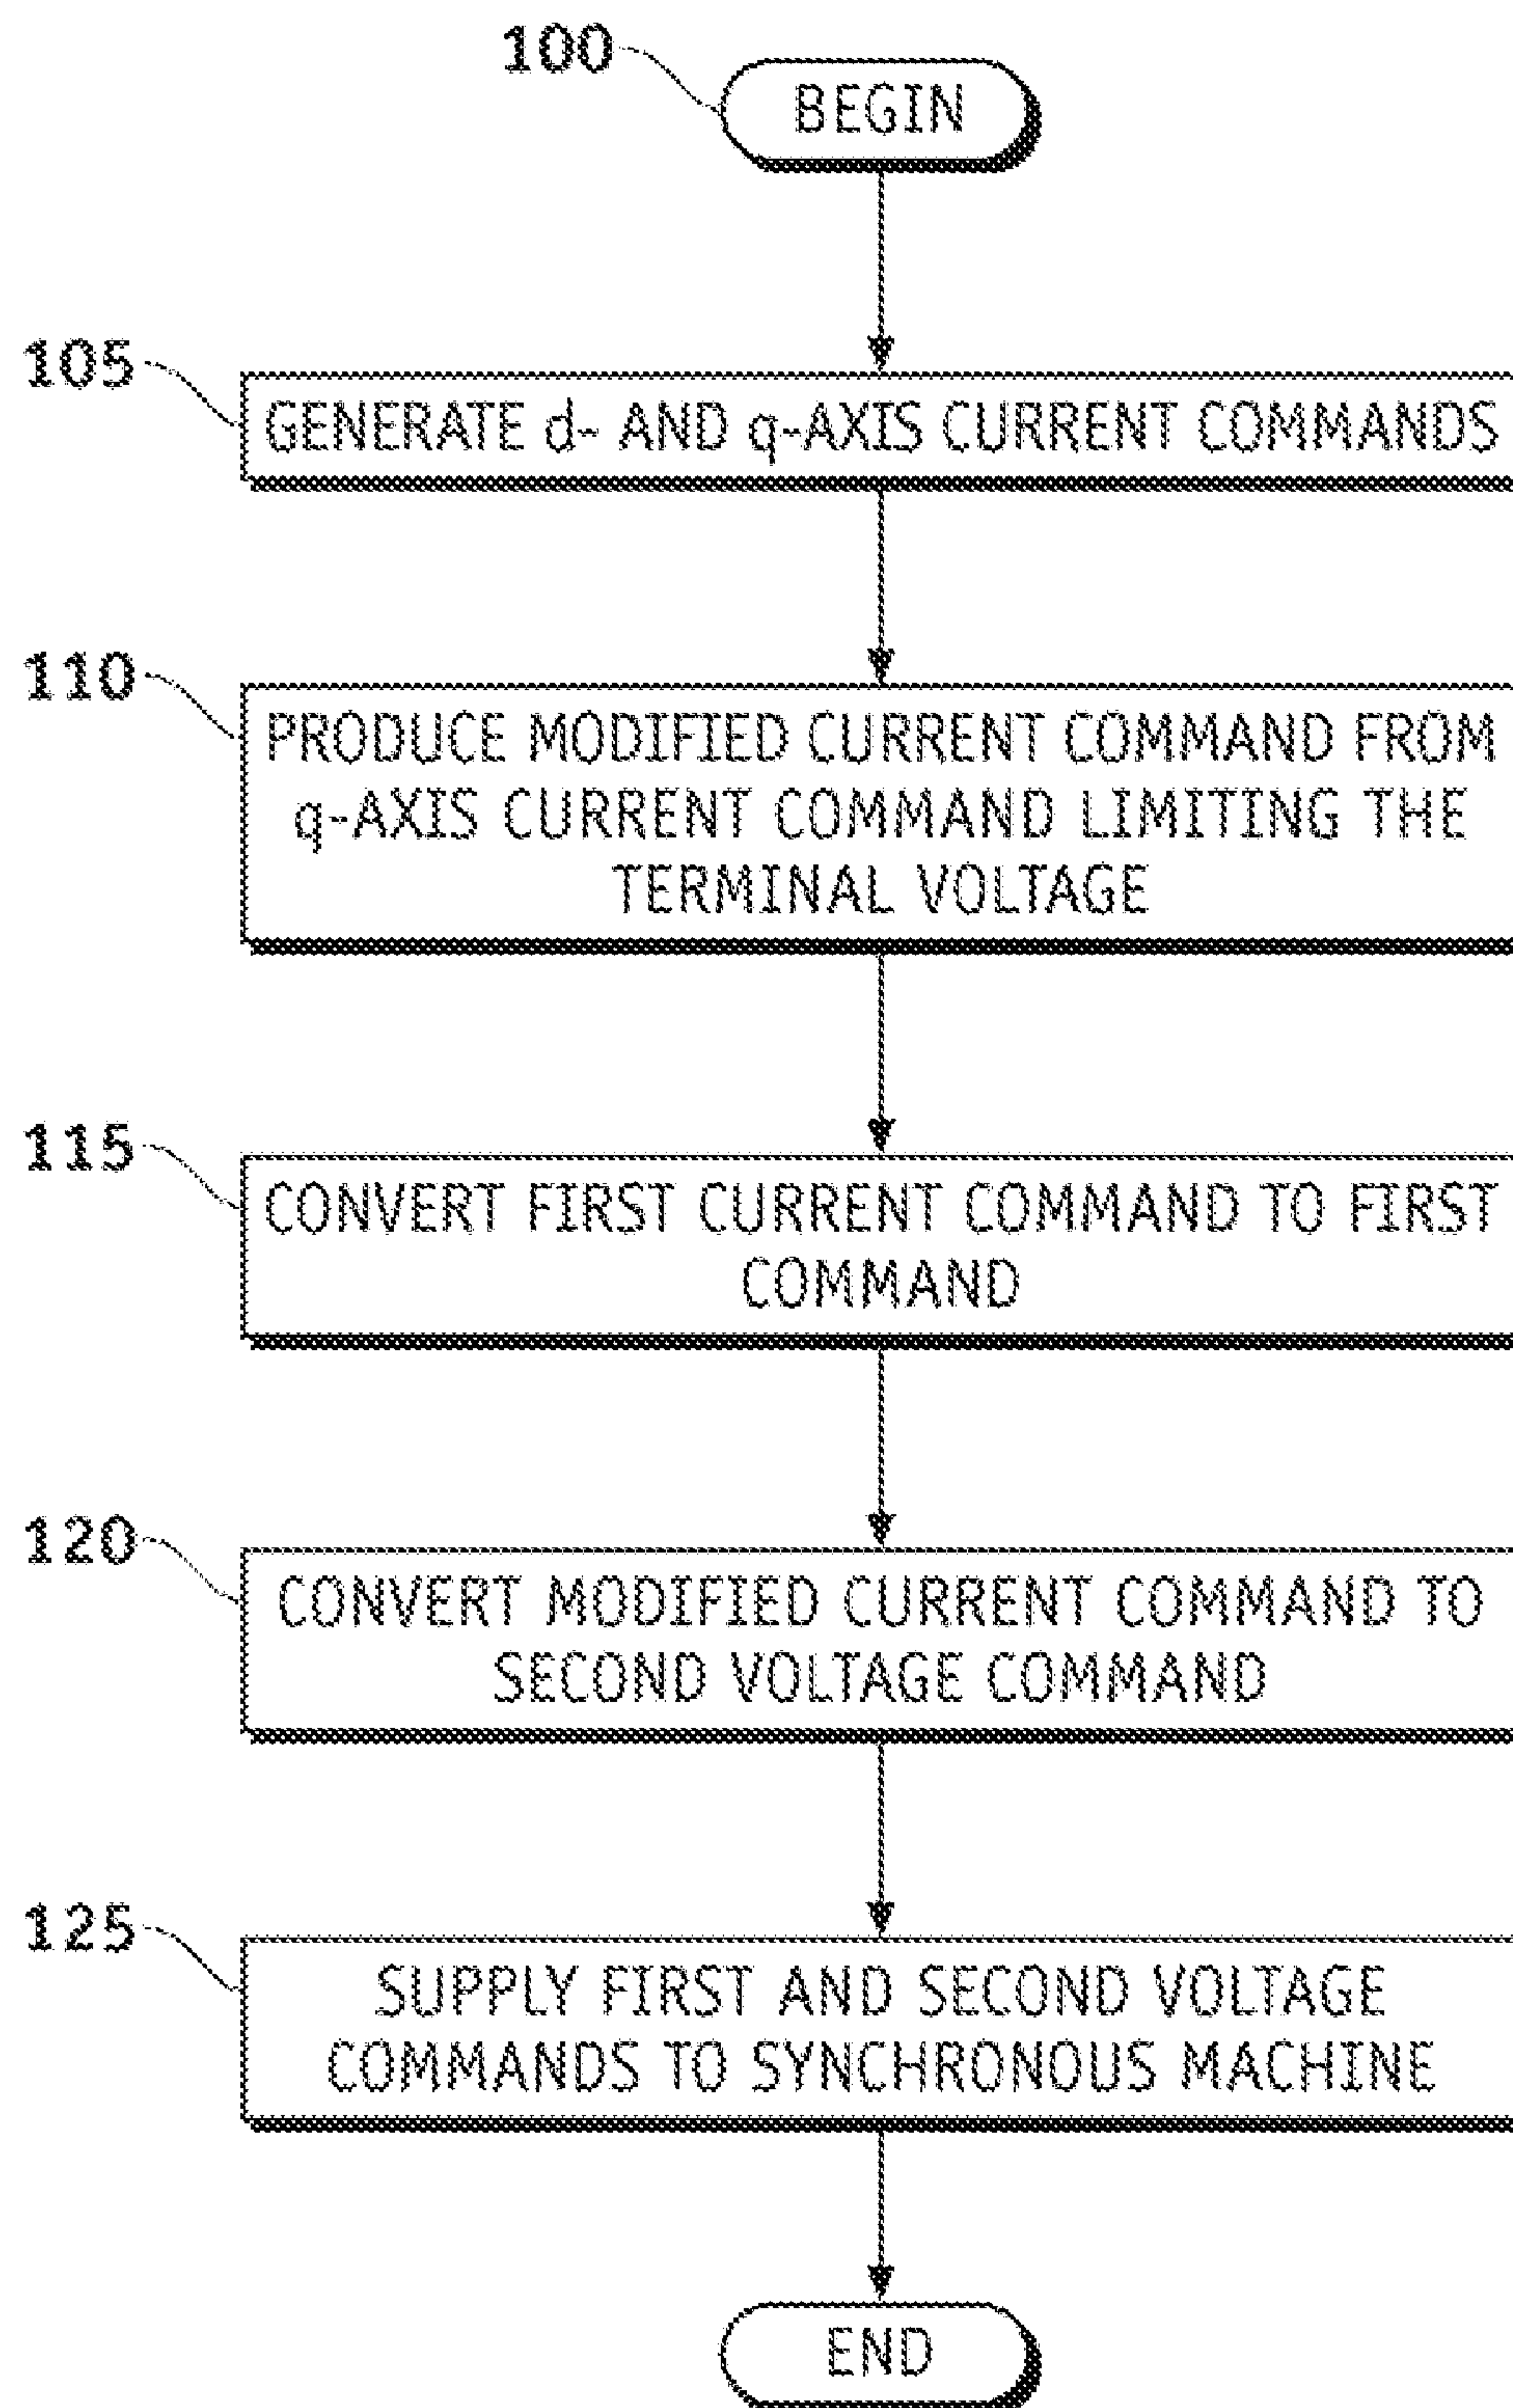 100
BEGIN
105
GENERATE d- AND q-AXIS CURRENT COMMANDS
110
PRODUCE MODIFIED CURRENT COMMAND FROM
q-AXIS CURRENT COMMAND LIMITING THE
TERMINAL VOLTAGE
115
CONVERT FIRST CURRENT COMMAND TO FIRST
COMMAND
120
CONVERT MODIFIED CURRENT COMMAND TO
SECOND VOLTAGE COMMAND
125
SUPPLY FIRST AND SECOND VOLTAGE
COMMANDS TO SYNCHRONOUS MACHINE
END